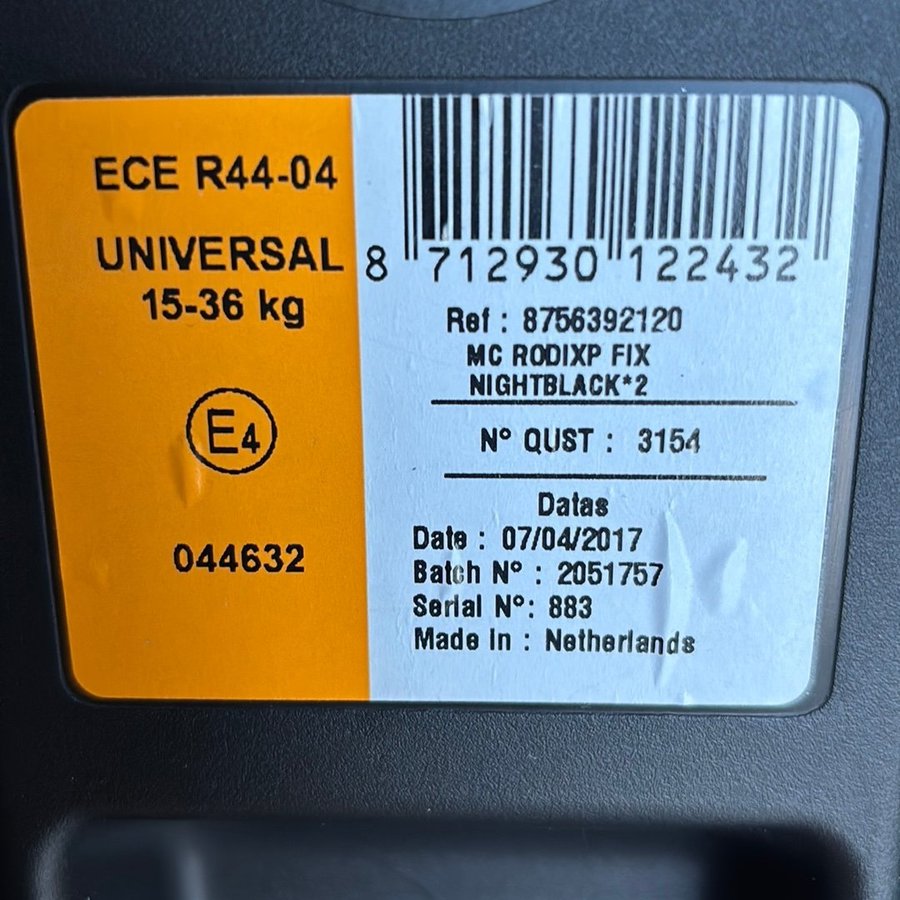 ECE R44-04
UNIVERSAL
15-36 kg
E4
044632
8 712930 122432
Ref : 8756392120
MC RODIXP FIX
NIGHTBLACK*2
N° QUST : 3154
Datas
Date : 07/04/2017
Batch N° : 2051757
Serial N°: 883
Made In : Netherlands